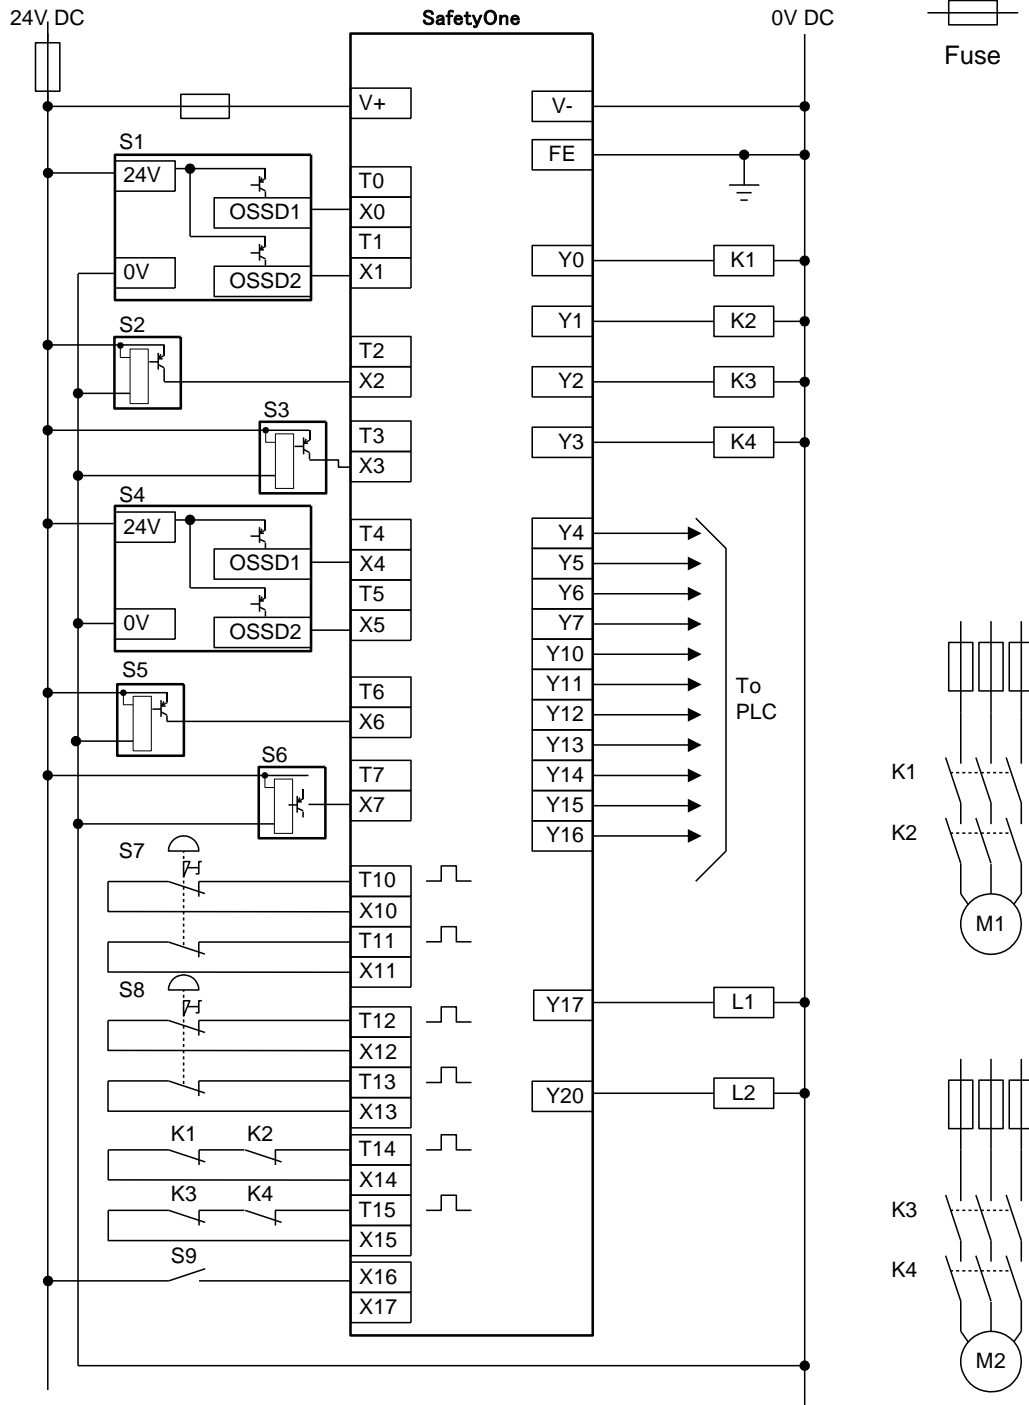 24V DC
SafetyOne
0V DC
Fuse
V+
V-
S1
FE
24V
T0
OSSD1
X0
T1
Y0
K1
0V
OSSD2
X1
S2
Y1
K2
T2
X2
Y2
K3
S3
T3
Y3
K4
X3
S4
24V
T4
Y4
OSSD1
X4
Y5
T5
Y6
0V
OSSD2
X5
Y7
Y10
S5
T6
Y11
To
PLC
X6
Y12
Y13
S6
T7
Y14
X7
Y15
Y16
K1
K2
S7
T10
X10
T11
X11
M1
S8
T12
X12
T13
X13
Y17
L1
Y20
L2
K1
K2
T14
X14
K3
K4
T15
X15
S9
X16
X17
K3
K4
M2